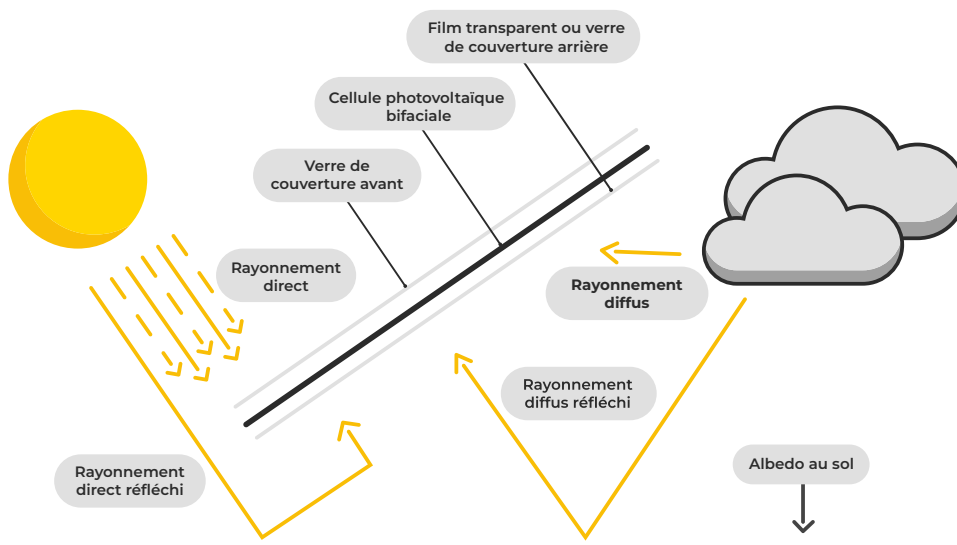 Film transparent ou verre
de couverture arrière
Cellule photovoltaïque
bifaciale
Verre de
couverture avant
Rayonnement
direct
Rayonnement
diffus
Rayonnement
diffus réfléchi
Rayonnement
direct réfléchi
Albedo au sol